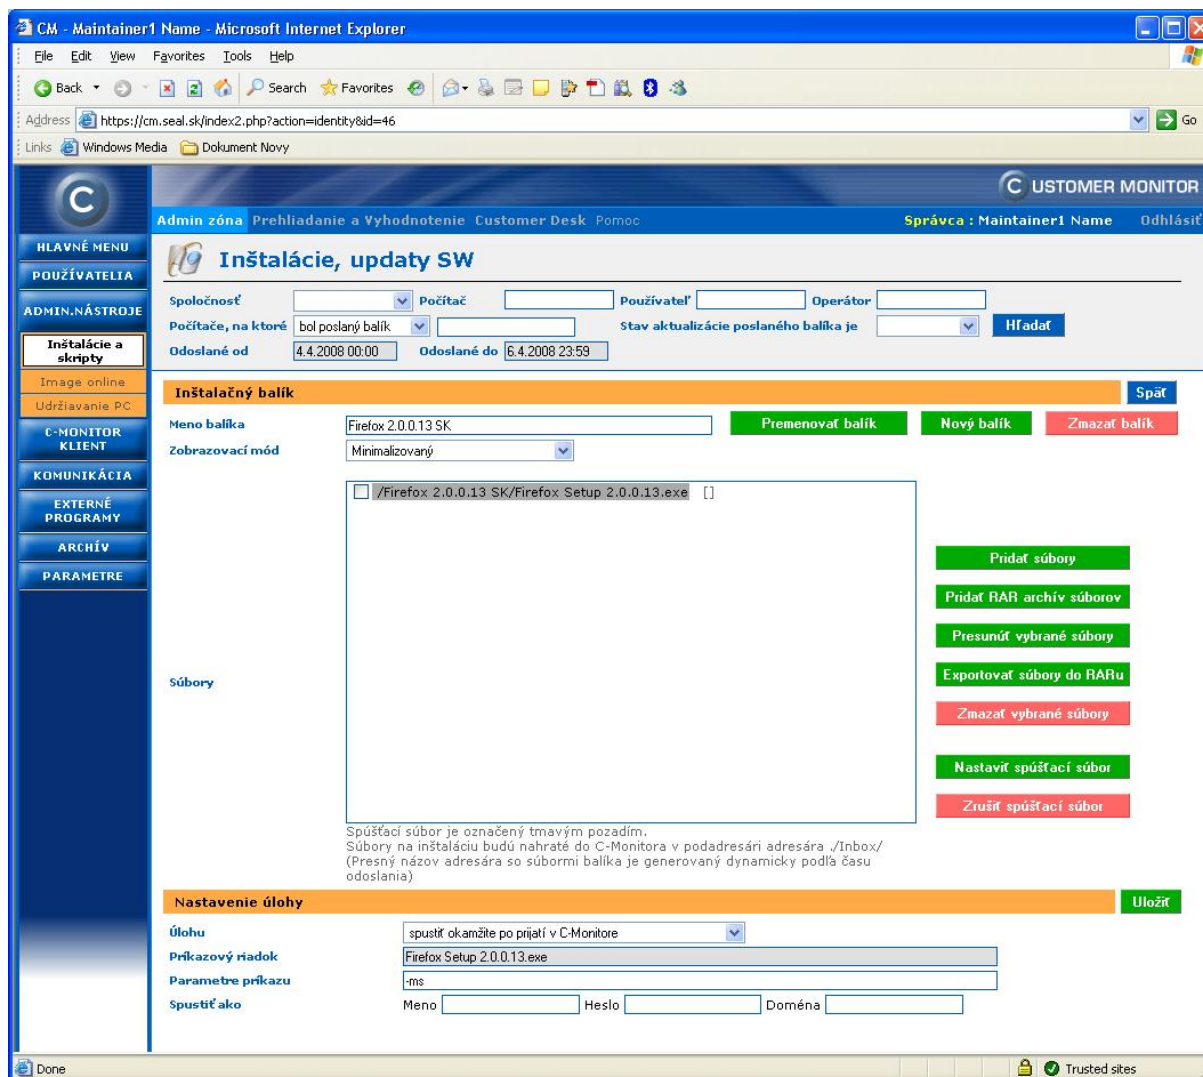 CM - Maintainer1 Name - Microsoft Internet Explorer
File Edit View Favorites Tools Help
Back Search Favorites
Address https://cm.seal.sk/index2.php?action=identity&id=46 Go
Links Windows Media Dokument Novy
C C USTOMER MONITOR
Admin zóna Prehliadanie a Vyhodnotenie Customer Desk Pomoc Správca : Maintainer1 Name Odhlásiť
HLAVNÉ MENU
POUŽÍVATELIA
ADMIN.NÁSTROJE
Inštalácie a
skripty
Image online
Udržiavanie PC
C-MONITOR
KLIENT
KOMUNIKÁCIA
EXTERNÉ
PROGRAMY
ARCHÍV
PARAMETRE
Inštalácie, updaty SW
Spoločnosť Počítač Používateľ Operátor
Počítače, na ktoré bol poslaný balík Stav aktualizácie poslaného balíka je Hľadať
Odoslané od 4.4.2008 00:00 Odoslané do 6.4.2008 23:59
Inštalačný balík Späť
Meno balíka Firefox 2.0.0.13 SK Premenovať balík Nový balík Zmazať balík
Zobrazovací mód Minimalizovaný
/Firefox 2.0.0.13 SK/Firefox Setup 2.0.0.13.exe []
Pridať súbory
Pridať RAR archív súborov
Presunúť vybrané súbory
Exportovať súbory do RARu
Súbory
Zmazať vybrané súbory
Nastaviť spúšťací súbor
Zrušiť spúšťací súbor
Spúšťací súbor je označený tmavým pozadím.
Súbory na inštaláciu budú nahraté do C-Monitora v podadresári adresára ./Inbox/
(Presný názov adresára so súbormi balíka je generovaný dynamicky podľa času
odoslania)
Nastavenie úlohy Uložiť
Úlohu spustiť okamžite po prijatí v C-Monitore
Príkazový riadok Firefox Setup 2.0.0.13.exe
Parametre príkazu -ms
Spustiť ako Meno Heslo Doména
Done Trusted sites